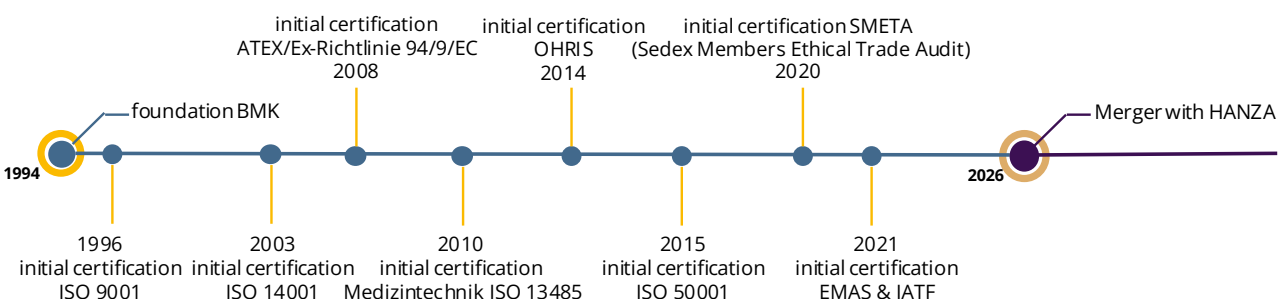 initial certification
ATEX/Ex-Richtlinie 94/9/EC
2008
initial certification
OHRIS
2014
initial certification SMETA
(Sedex Members Ethical Trade Audit)
2020
foundation BMK
Merger with HANZA
1994
2026
1996
initial certification
ISO 9001
2003
initial certification
ISO 14001
2010
initial certification
Medizintechnik ISO 13485
2015
initial certification
ISO 50001
2021
initial certification
EMAS & IATF